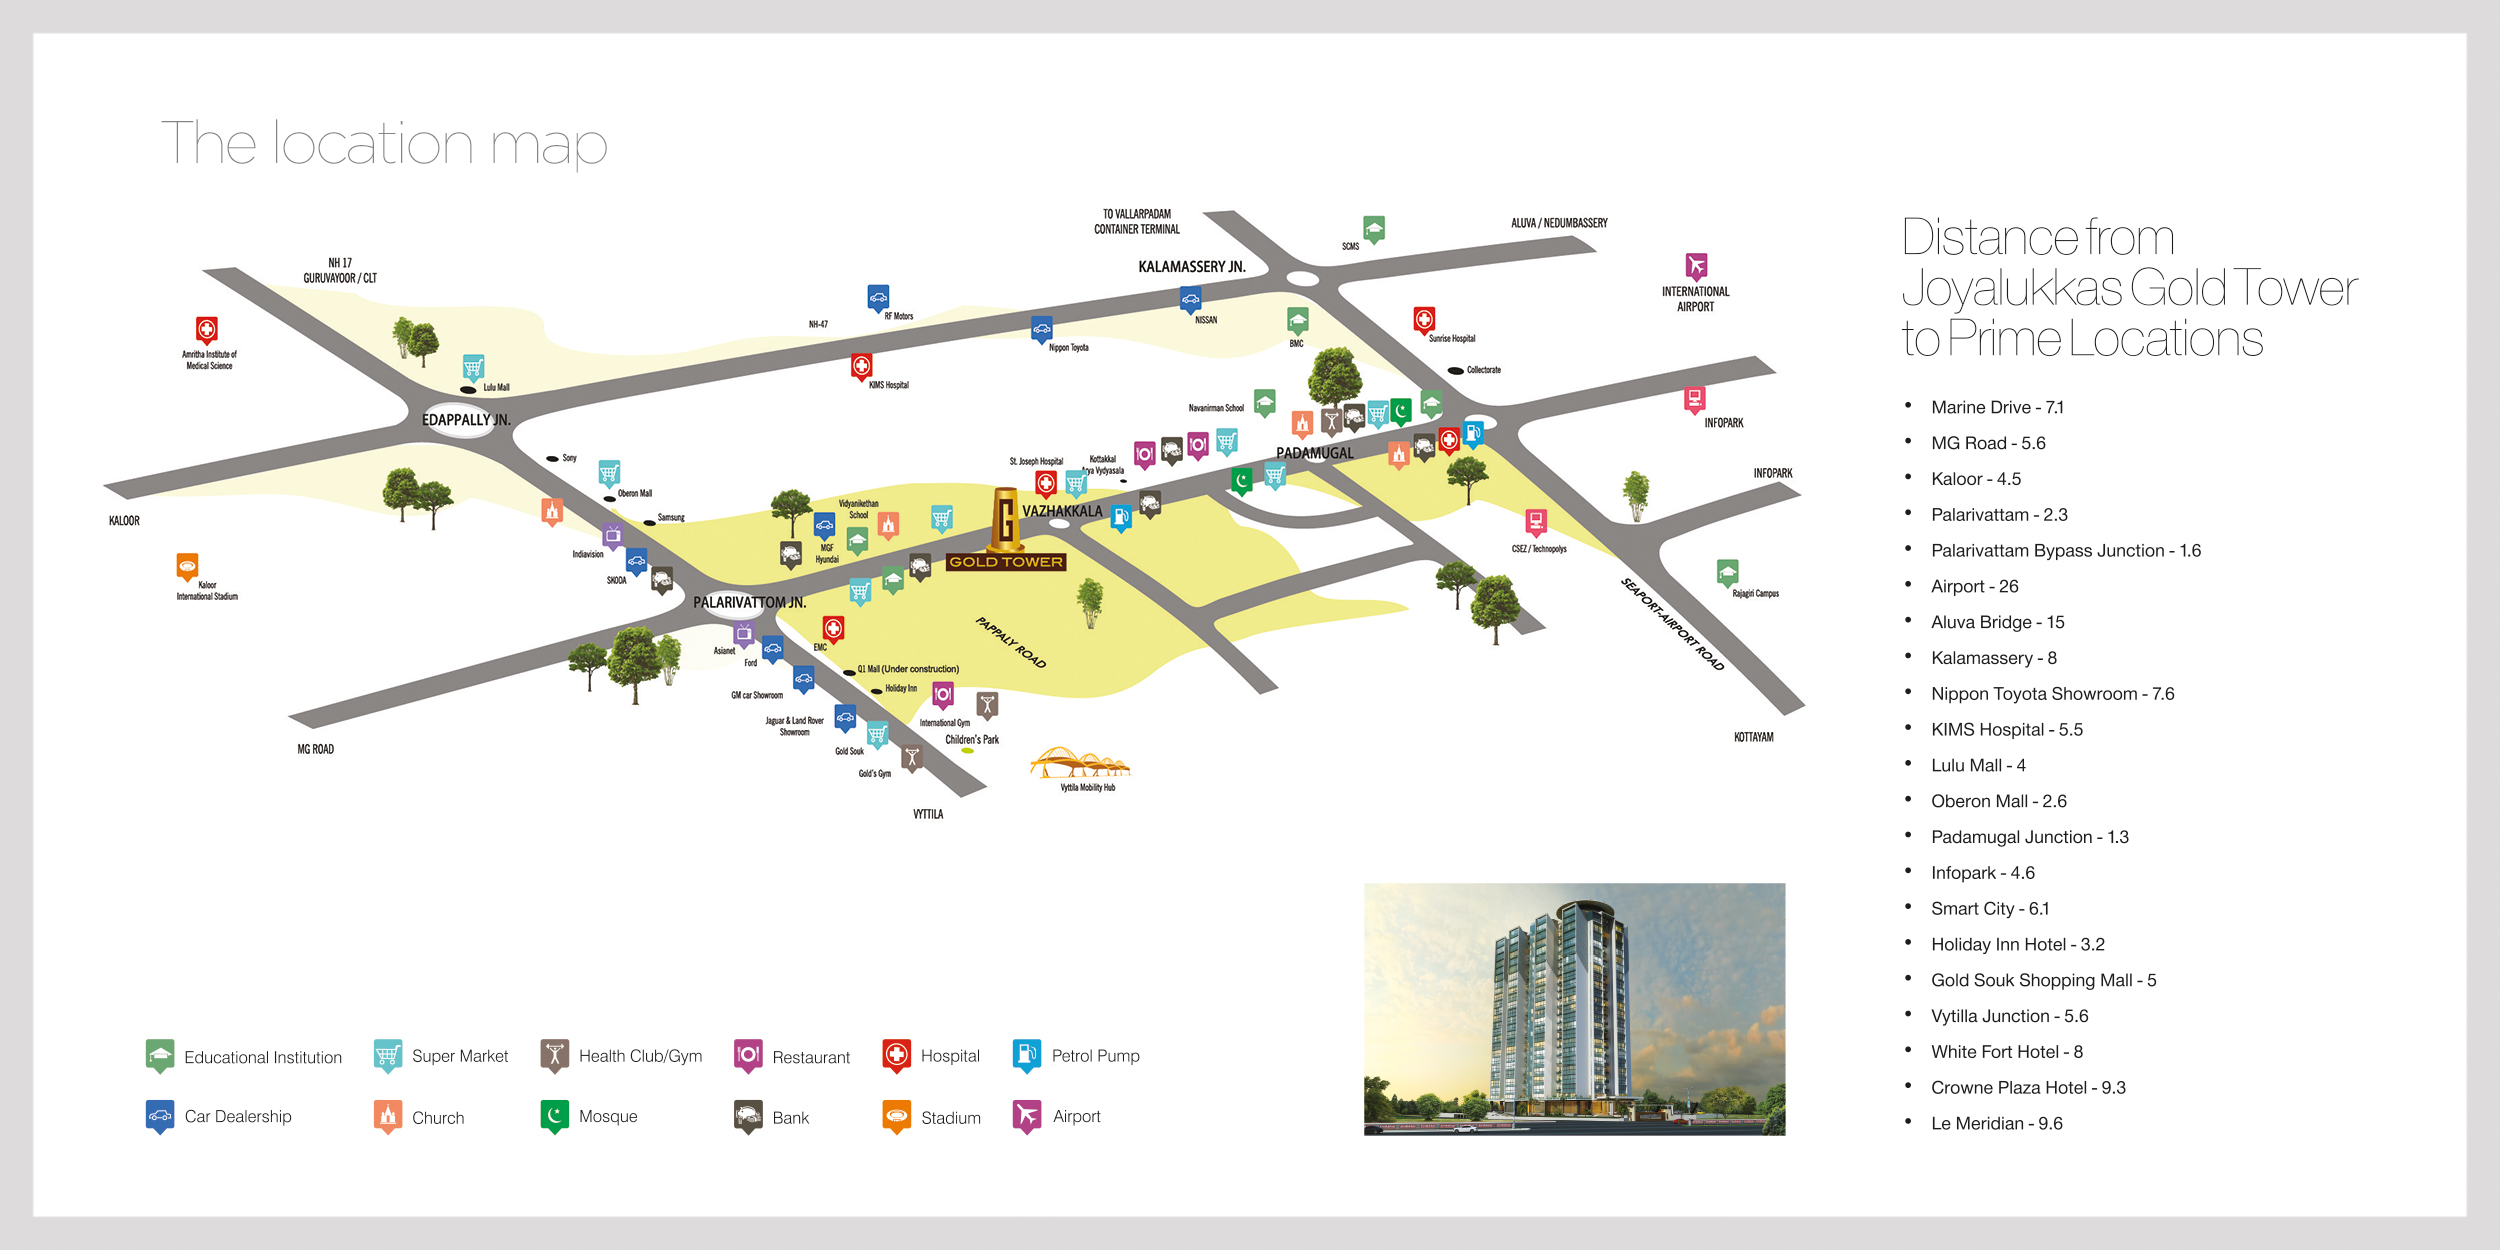 The location map
TO VALLARPADAM
CONTAINER TERMINAL
SCMS
ALUVA / NEDUMBASSERY
NH 17
GURUVAYOOR / CLT
KALAMASSERY JN.
INTERNATIONAL
AIRPORT
RF Motors
NH-47
NISSAN
Nippon Toyota
BMC
Sunrise Hospital
Amritha Institute of
Medical Science
Lulu Mall
KIMS Hospital
Collectorate
EDAPPALLY JN.
Navanirman School
INFOPARK
PADAMUGAL
Sony
St. Joseph Hospital
Kottakkal
Arya Vydyasala
INFOPARK
Oberon Mall
Samsung
KALOOR
Vidyanikethan
School
G
VAZHAKKALA
MGF
Hyundai
Indiavision
CSEZ / Technopolys
GOLD TOWER
SKODA
Kaloor
International Stadium
PALARIVATTOM JN.
Rajagiri Campus
SEAPORT-AIRPORT ROAD
PAPPALY ROAD
EMC
Asianet
Ford
Q1 Mall (Under construction)
Holiday Inn
GM car Showroom
Jaguar & Land Rover
Showroom
International Gym
Children's Park
MG ROAD
Gold Souk
Gold's Gym
KOTTAYAM
Vyttila Mobility Hub
VYTTILA
Educational Institution
Super Market
Health Club/Gym
Restaurant
Hospital
Petrol Pump
Car Dealership
Church
Mosque
Bank
Stadium
Airport
Distance from
Joyalukkas Gold Tower
to Prime Locations
• Marine Drive - 7.1
• MG Road - 5.6
• Kaloor - 4.5
• Palarivattam - 2.3
• Palarivattam Bypass Junction - 1.6
• Airport - 26
• Aluva Bridge - 15
• Kalamassery - 8
• Nippon Toyota Showroom - 7.6
• KIMS Hospital - 5.5
• Lulu Mall - 4
• Oberon Mall - 2.6
• Padamugal Junction - 1.3
• Infopark - 4.6
• Smart City - 6.1
• Holiday Inn Hotel - 3.2
• Gold Souk Shopping Mall - 5
• Vytilla Junction - 5.6
• White Fort Hotel - 8
• Crowne Plaza Hotel - 9.3
• Le Meridian - 9.6